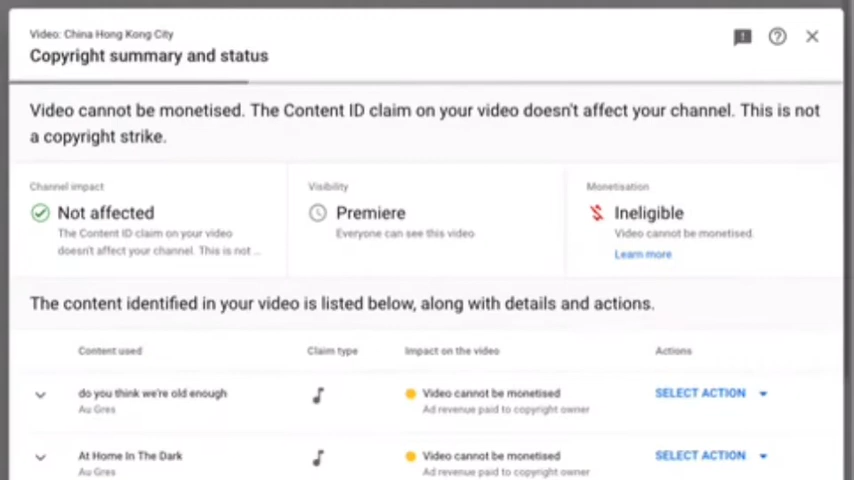 Video: China Hong Kong City
Copyright summary and status
Video cannot be monetised. The Content ID claim on your video doesn't affect your channel. This is not
a copyright strike.
Channel impact
Not affected
The Content ID claim on your video
doesn't affect your channel. This is not ...
Visibility
Premiere
Everyone can see this video
Monetisation
Ineligible
Video cannot be monetised.
Learn more
The content identified in your video is listed below, along with details and actions.
Content used Claim type Impact on the video Actions
do you think we're old enough Video cannot be monetised SELECT ACTION
Au Gres Ad revenue paid to copyright owner
At Home In The Dark Video cannot be monetised SELECT ACTION
Au Gres Ad revenue paid to copyright owner